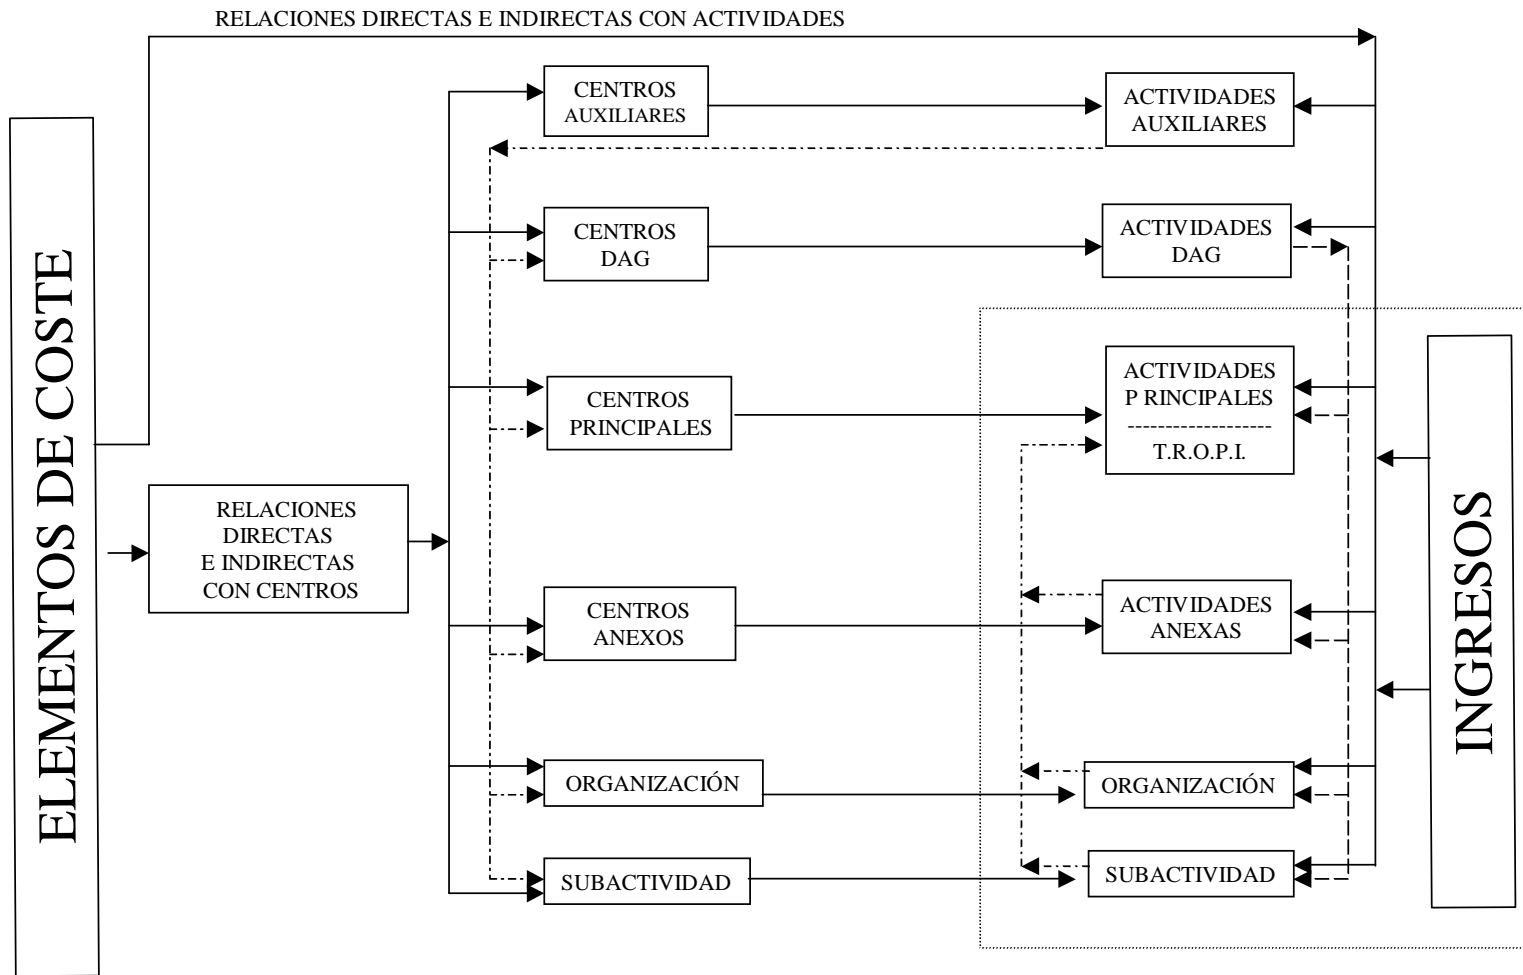 RELACIONES DIRECTAS E INDIRECTAS CON ACTIVIDADES
ELEMENTOS DE COSTE
RELACIONES
DIRECTAS
E INDIRECTAS
CON CENTROS
CENTROS
AUXILIARES
ACTIVIDADES
AUXILIARES
CENTROS
DAG
ACTIVIDADES
DAG
CENTROS
PRINCIPALES
ACTIVIDADES
P RINCIPALES
-------------------
T.R.O.P.I.
CENTROS
ANEXOS
ACTIVIDADES
ANEXAS
ORGANIZACIÓN
ORGANIZACIÓN
SUBACTIVIDAD
SUBACTIVIDAD
INGRESOS